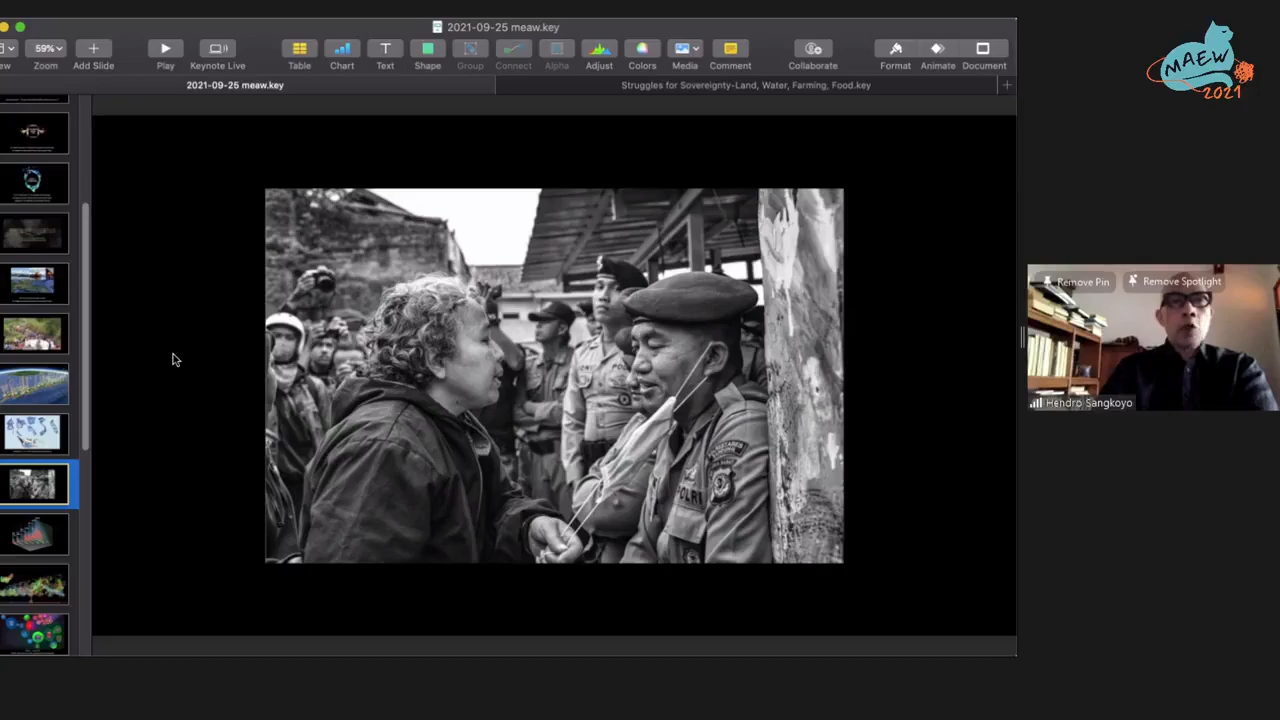 2021-09-25 meaw.key
59%
Zoom
Add Slide
Play
Keynote Live
Table
Chart
Text
Shape
Group
Connect
Alpha
Adjust
Colors
Media
Comment
Collaborate
Format
Animate
Document
2021-09-25 meaw.key
Struggles for Sovereignty-Land, Water, Farming, Food.key
MAEW
2021
Remove Pin
Remove Spotlight
POLRI
Hendro Sangkoyo